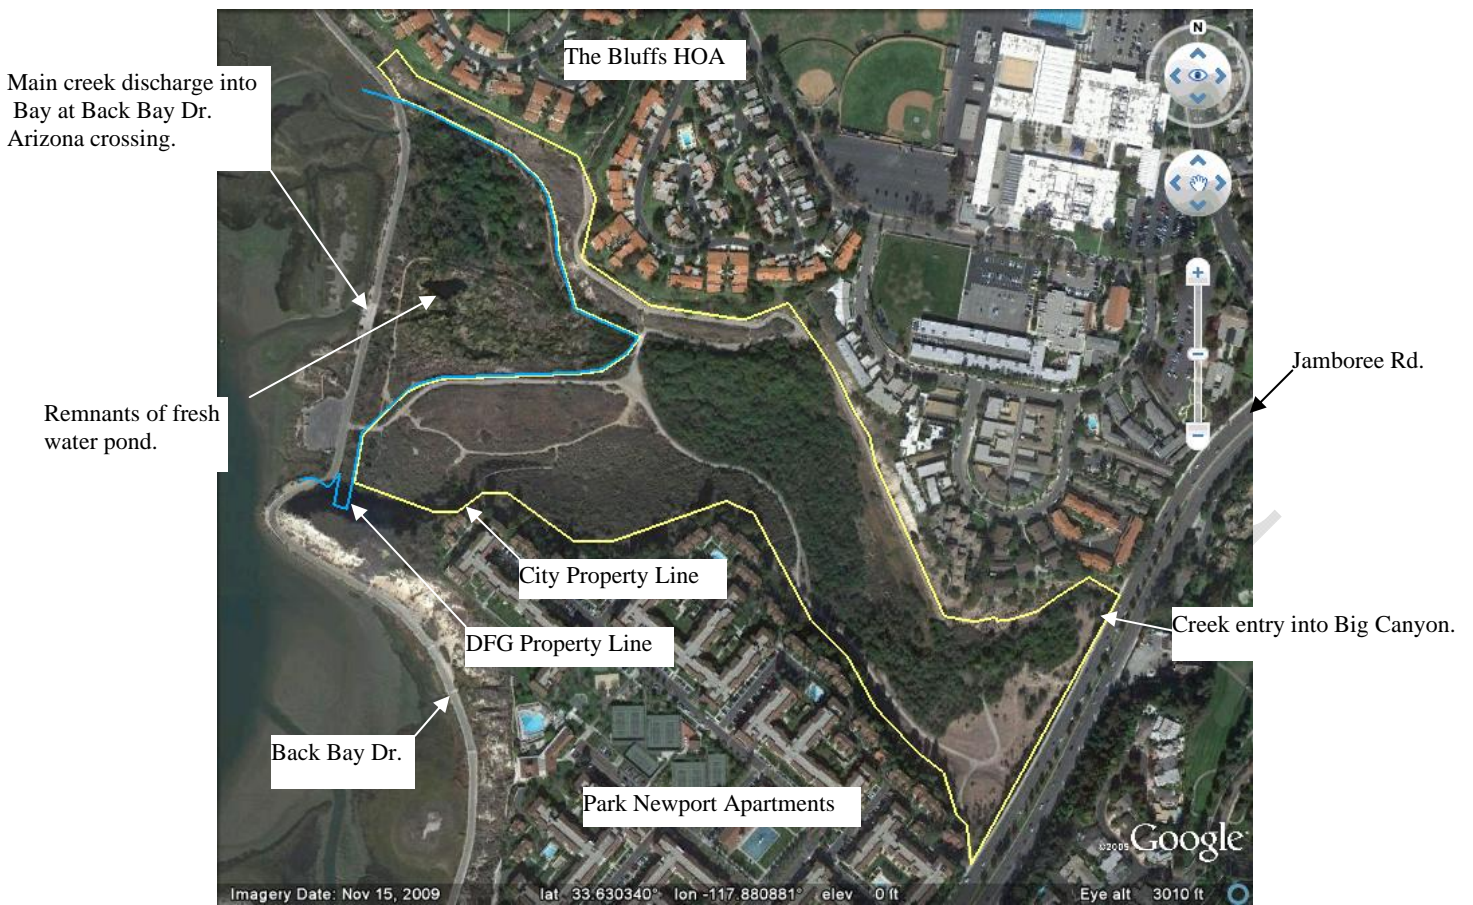 The Bluffs HOA
N
Main creek discharge into
Bay at Back Bay Dr.
Arizona crossing.
Jamboree Rd.
Remnants of fresh
water pond.
City Property Line
Creek entry into Big Canyon.
DFG Property Line
Back Bay Dr.
Park Newport Apartments
©2005 Google
Imagery Date: Nov 15, 2009 lat 33.630340° lon -117.880881° elev 0 ft Eye alt 3010 ft